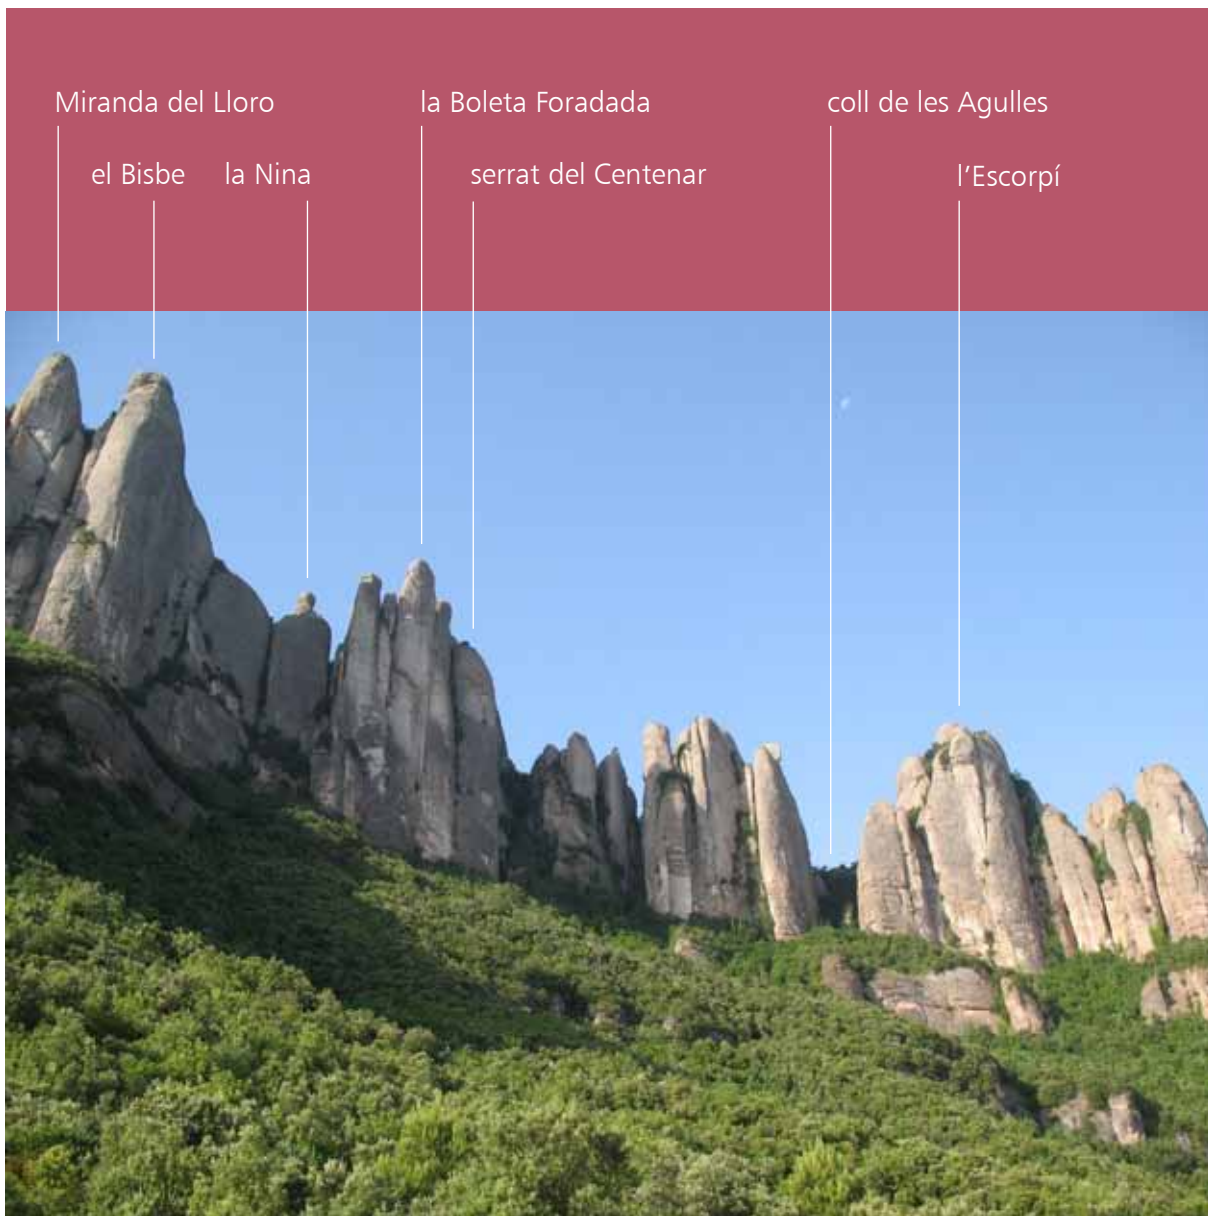 Miranda del Lloro
la Boleta Foradada
coll de les Agulles
el Bisbe
la Nina
serrat del Centenar
l’Escorpí